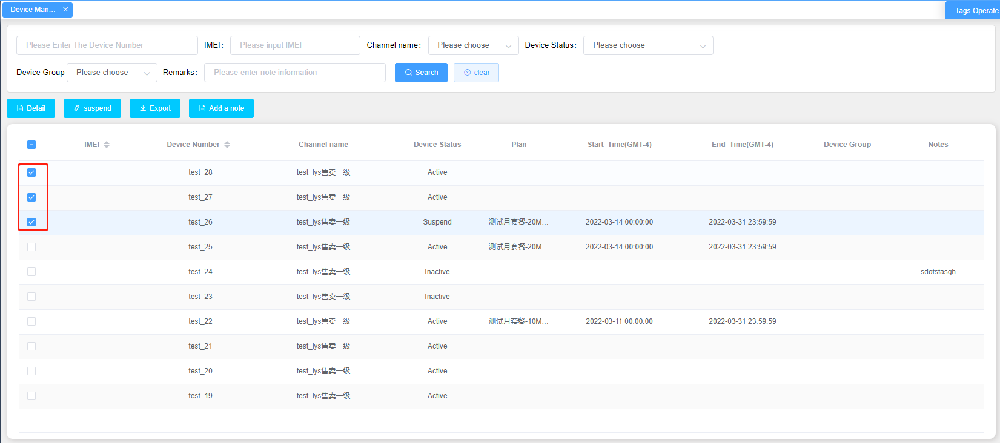 Device Man... ×
Tags Operate
Please Enter The Device Number IMEI: Please input IMEI Channel name: Please choose Device Status: Please choose
Device Group Please choose Remarks: Please enter note information Search clear
Detail suspend Export Add a note
IMEI Device Number Channel name Device Status Plan Start_Time(GMT-4) End_Time(GMT-4) Device Group Notes
test_28 test_lys售卖一级 Active
test_27 test_lys售卖一级 Active
test_26 test_lys售卖一级 Suspend 测试月套餐-20M... 2022-03-14 00:00:00 2022-03-31 23:59:59
test_25 test_lys售卖一级 Active 测试月套餐-20M... 2022-03-14 00:00:00 2022-03-31 23:59:59
test_24 test_lys售卖一级 Inactive sdofsfasgh
test_23 test_lys售卖一级 Inactive
test_22 test_lys售卖一级 Active 测试月套餐-10M... 2022-03-11 00:00:00 2022-03-31 23:59:59
test_21 test_lys售卖一级 Active
test_20 test_lys售卖一级 Active
test_19 test_lys售卖一级 Active